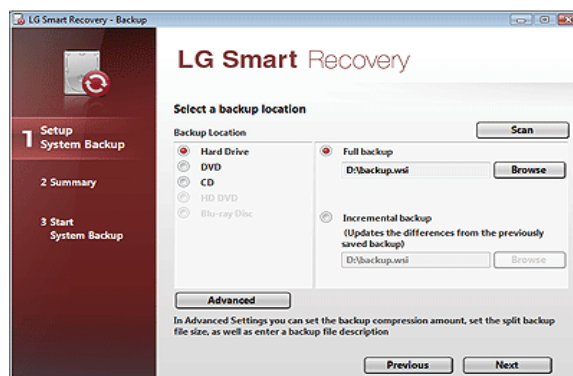 LG Smart Recovery - Backup
LG Smart Recovery
1 Setup
System Backup
2 Summary
3 Start
System Backup
Select a backup location
Backup Location
Scan
Hard Drive
DVD
CD
HD DVD
Blu-ray Disc
Full backup
D:\backup.wsi
Browse
Incremental backup
(Updates the differences from the previously
saved backup)
D:\backup.wsi
Browse
Advanced
In Advanced Settings you can set the backup compression amount, set the split backup
file size, as well as enter a backup file description
Previous
Next